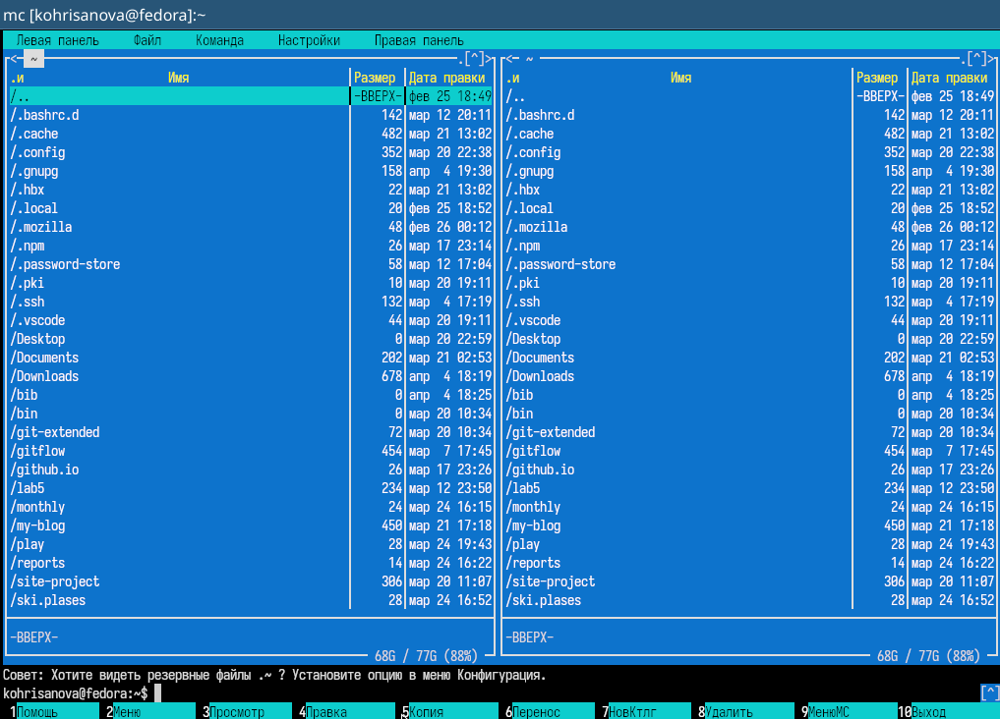 mc [kohrisanova@fedora]:~
Левая панель Файл Команда Настройки Правая панель
<- ~ .[^]> <- ~ .[^]>
.и Имя Размер Дата правки .и Имя Размер Дата правки
/.. -ВВЕРХ- фев 25 18:49 /.. -ВВЕРХ- фев 25 18:49
/.bashrc.d 142 мар 12 20:11 /.bashrc.d 142 мар 12 20:11
/.cache 482 мар 21 13:02 /.cache 482 мар 21 13:02
/.config 352 мар 20 22:38 /.config 352 мар 20 22:38
/.gnupg 158 апр 4 19:30 /.gnupg 158 апр 4 19:30
/.hbx 22 мар 21 13:02 /.hbx 22 мар 21 13:02
/.local 20 фев 25 18:52 /.local 20 фев 25 18:52
/.mozilla 48 фев 26 00:12 /.mozilla 48 фев 26 00:12
/.npm 26 мар 17 23:14 /.npm 26 мар 17 23:14
/.password-store 58 мар 12 17:04 /.password-store 58 мар 12 17:04
/.pki 10 мар 20 19:11 /.pki 10 мар 20 19:11
/.ssh 132 мар 4 17:19 /.ssh 132 мар 4 17:19
/.vscode 44 мар 20 19:11 /.vscode 44 мар 20 19:11
/Desktop 0 мар 20 22:59 /Desktop 0 мар 20 22:59
/Documents 202 мар 21 02:53 /Documents 202 мар 21 02:53
/Downloads 678 апр 4 18:19 /Downloads 678 апр 4 18:19
/bib 0 апр 4 18:25 /bib 0 апр 4 18:25
/bin 0 мар 20 10:34 /bin 0 мар 20 10:34
/git-extended 72 мар 20 10:34 /git-extended 72 мар 20 10:34
/gitflow 454 мар 7 17:45 /gitflow 454 мар 7 17:45
/github.io 26 мар 17 23:26 /github.io 26 мар 17 23:26
/lab5 234 мар 12 23:50 /lab5 234 мар 12 23:50
/monthly 24 мар 24 16:15 /monthly 24 мар 24 16:15
/my-blog 450 мар 21 17:18 /my-blog 450 мар 21 17:18
/play 28 мар 24 19:43 /play 28 мар 24 19:43
/reports 14 мар 24 16:22 /reports 14 мар 24 16:22
/site-project 306 мар 20 11:07 /site-project 306 мар 20 11:07
/ski.plases 28 мар 24 16:52 /ski.plases 28 мар 24 16:52
-ВВЕРХ- -ВВЕРХ-
68G / 77G (88%) 68G / 77G (88%)
Совет: Хотите видеть резервные файлы .~ ? Установите опцию в меню Конфигурация.
kohrisanova@fedora:~$ [^]
1Помощь 2Меню 3Просмотр 4Правка 5Копия 6Перенос 7НовКтлг 8Удалить 9МенюMC 10Выход